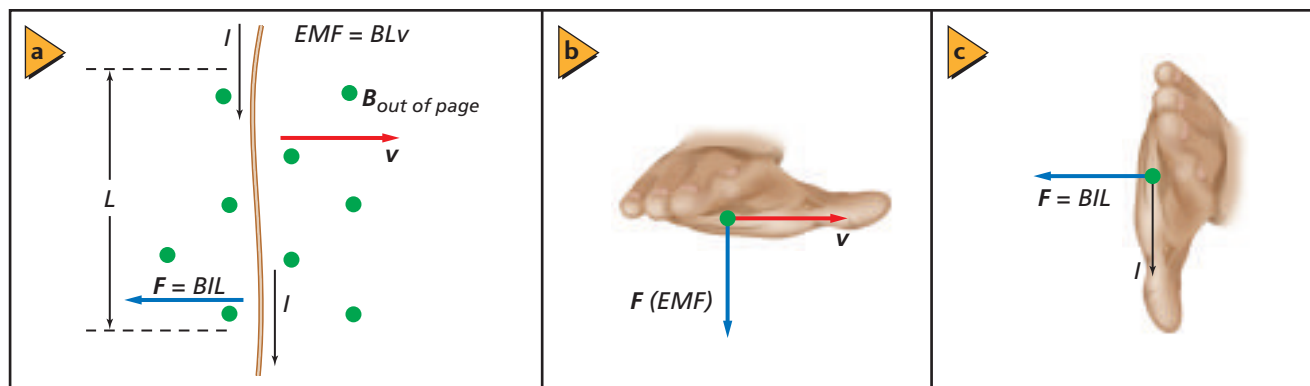 a
I
EMF = BLv
B out of page
v
L
F = BIL
I
b
v
F (EMF)
c
F = BIL
I